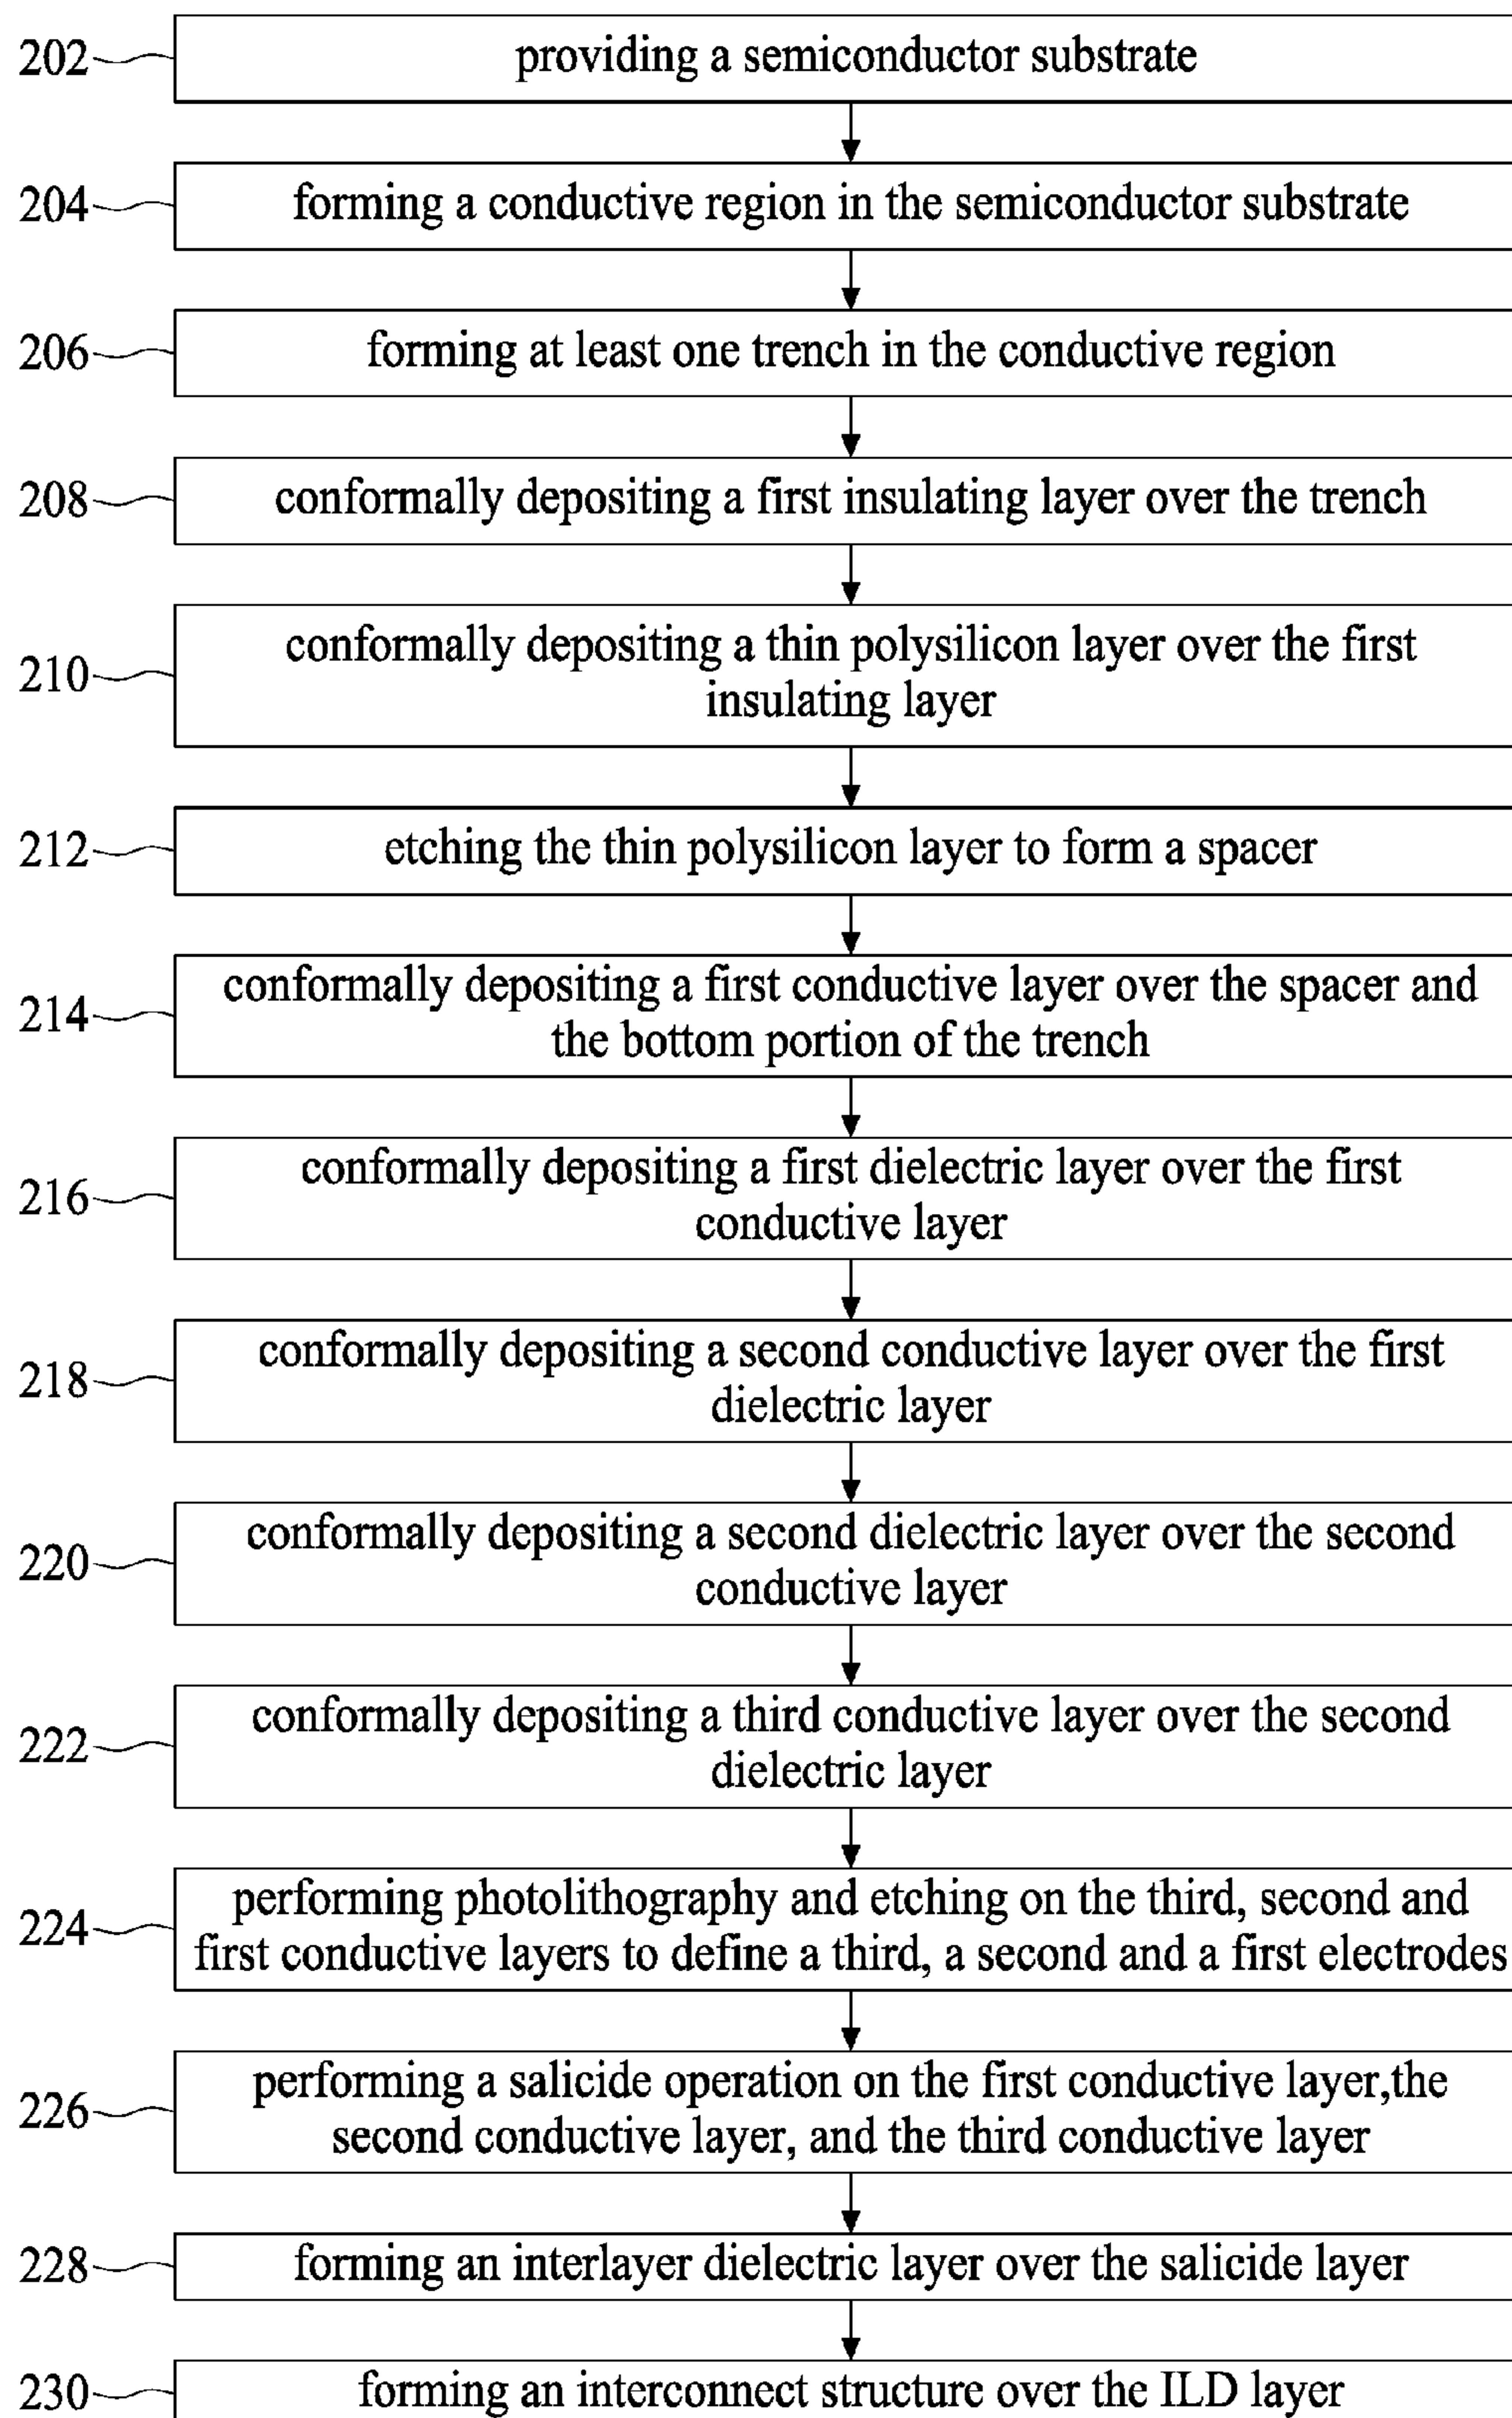 202 providing a semiconductor substrate
204 forming a conductive region in the semiconductor substrate
206 forming at least one trench in the conductive region
208 conformally depositing a first insulating layer over the trench
210 conformally depositing a thin polysilicon layer over the first
insulating layer
212 etching the thin polysilicon layer to form a spacer
214 conformally depositing a first conductive layer over the spacer and
the bottom portion of the trench
216 conformally depositing a first dielectric layer over the first
conductive layer
218 conformally depositing a second conductive layer over the first
dielectric layer
220 conformally depositing a second dielectric layer over the second
conductive layer
222 conformally depositing a third conductive layer over the second
dielectric layer
224 performing photolithography and etching on the third, second and
first conductive layers to define a third, a second and a first electrodes
226 performing a salicide operation on the first conductive layer,the
second conductive layer, and the third conductive layer
228 forming an interlayer dielectric layer over the salicide layer
230 forming an interconnect structure over the ILD layer